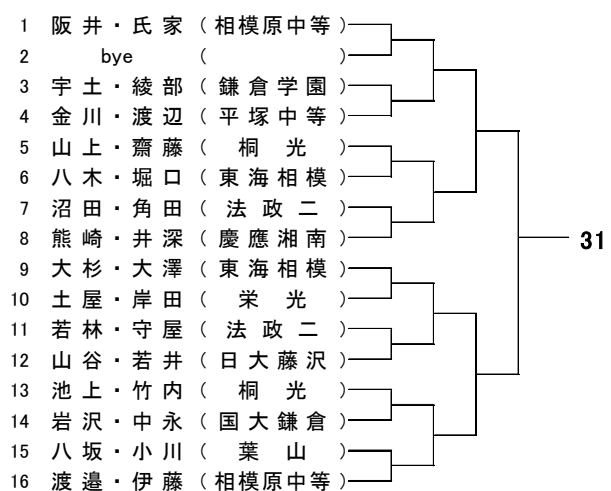 1 阪井・氏家（相模原中等）
2 bye （ ）
3 宇土・綾部（鎌倉学園）
4 金川・渡辺（平塚中等）
5 山上・齋藤（桐光）
6 八木・堀口（東海相模）
7 沼田・角田（法政二）
8 熊崎・井深（慶應湘南）
31
9 大杉・大澤（東海相模）
10 土屋・岸田（栄光）
11 若林・守屋（法政二）
12 山谷・若井（日大藤沢）
13 池上・竹内（桐光）
14 岩沢・中永（国大鎌倉）
15 八坂・小川（葉山）
16 渡邉・伊藤（相模原中等）